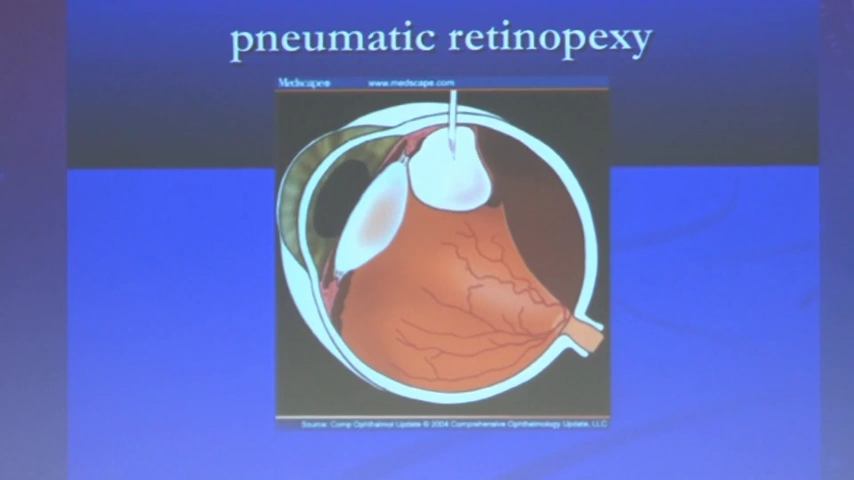 pneumatic retinopexy
Medscape® www.medscape.com
Source: Comp Ophthalmol Update © 2004 Comprehensive Ophthalmology Update, LLC